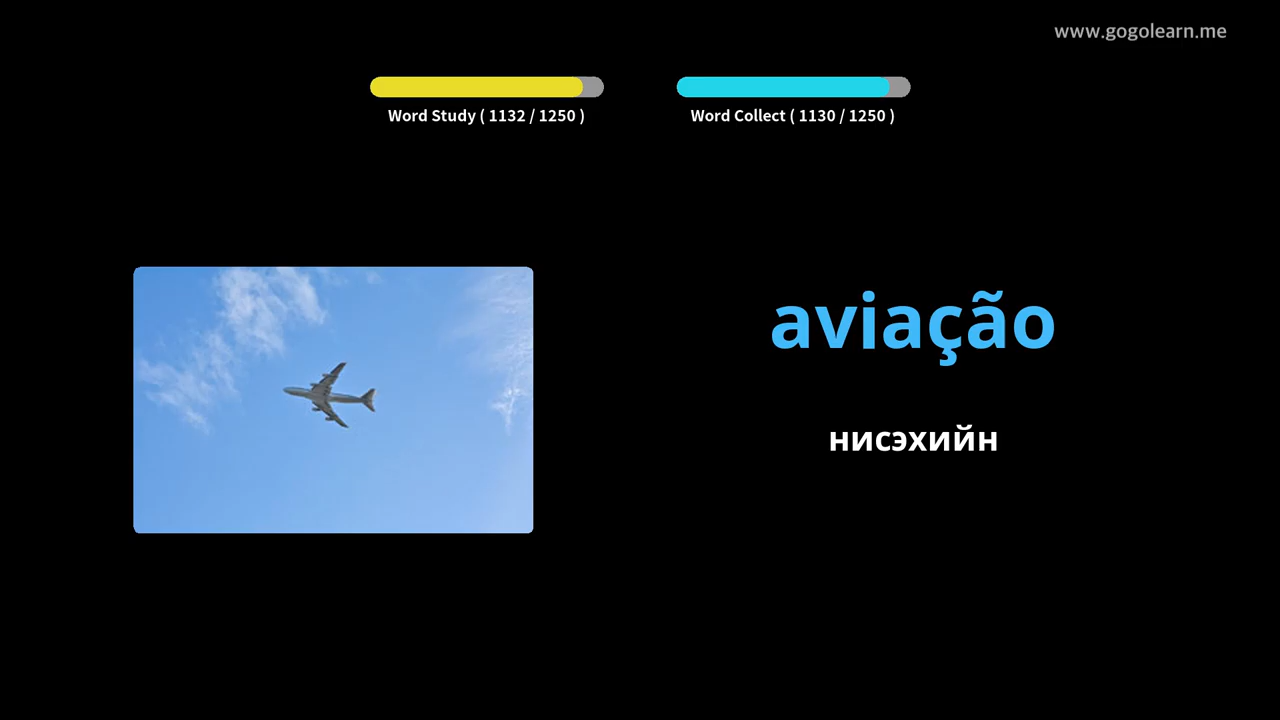 www.gogolearn.me
Word Study ( 1132 / 1250 )
Word Collect ( 1130 / 1250 )
aviação
нисэхийн